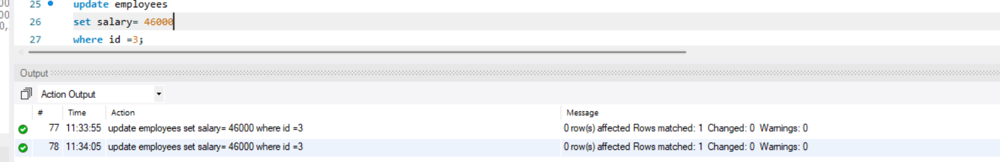 00
00
0,
25 update employees
26 set salary= 46000
27 where id =3;
Output
Action Output
# Time Action Message
77 11:33:55 update employees set salary= 46000 where id =3 0 row(s) affected Rows matched: 1 Changed: 0 Warnings: 0
78 11:34:05 update employees set salary= 46000 where id =3 0 row(s) affected Rows matched: 1 Changed: 0 Warnings: 0